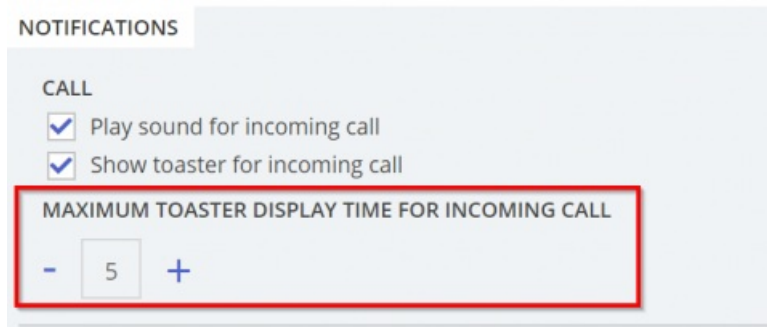 NOTIFICATIONS
CALL
Play sound for incoming call
Show toaster for incoming call
MAXIMUM TOASTER DISPLAY TIME FOR INCOMING CALL
- 5 +